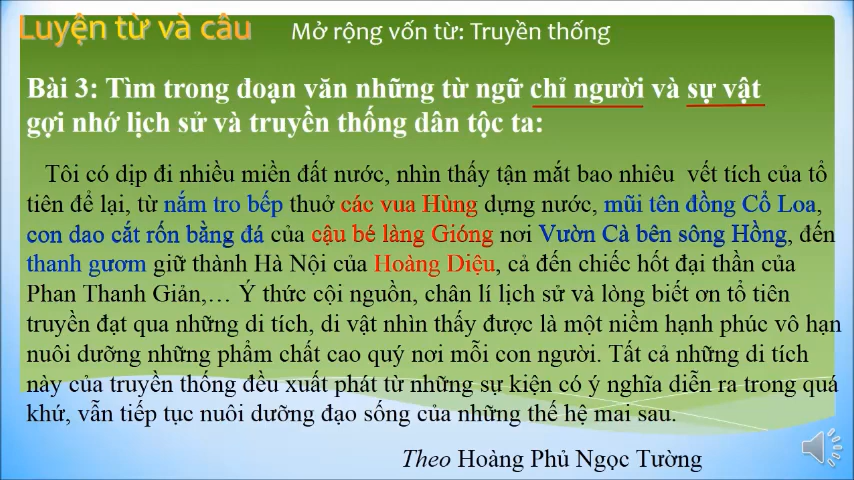 Luyện từ và câu
Mở rộng vốn từ: Truyền thống
Bài 3: Tìm trong đoạn văn những từ ngữ chỉ người và sự vật
gợi nhớ lịch sử và truyền thống dân tộc ta:
Tôi có dịp đi nhiều miền đất nước, nhìn thấy tận mắt bao nhiêu vết tích của tổ
tiên để lại, từ nắm tro bếp thuở các vua Hùng dựng nước, mũi tên đồng Cổ Loa,
con dao cắt rốn bằng đá của cậu bé làng Gióng nơi Vườn Cà bên sông Hồng, đến
thanh gươm giữ thành Hà Nội của Hoàng Diệu, cả đến chiếc hốt đại thần của
Phan Thanh Giản,… Ý thức cội nguồn, chân lí lịch sử và lòng biết ơn tổ tiên
truyền đạt qua những di tích, di vật nhìn thấy được là một niềm hạnh phúc vô hạn
nuôi dưỡng những phẩm chất cao quý nơi mỗi con người. Tất cả những di tích
này của truyền thống đều xuất phát từ những sự kiện có ý nghĩa diễn ra trong quá
khứ, vẫn tiếp tục nuôi dưỡng đạo sống của những thế hệ mai sau.
Theo Hoàng Phủ Ngọc Tường